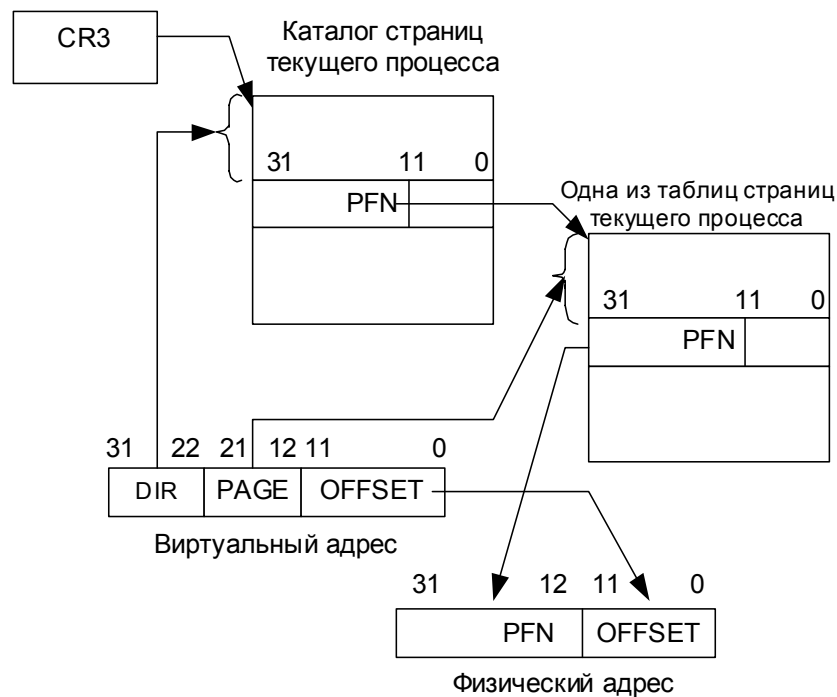 CR3
Каталог страниц
текущего процесса
31 11 0
PFN
Одна из таблиц страниц
текущего процесса
31 11 0
PFN
31 22 21 12 11 0
DIR PAGE OFFSET
Виртуальный адрес
31 12 11 0
PFN OFFSET
Физический адрес